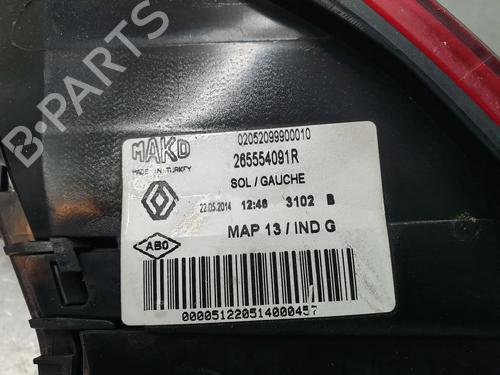 02052099900010
MAKO
MADE IN TURKEY
265554091R
SOL / GAUCHE
22.05.2014 12:46 3102 B
MAP 13 / IND G
ABO
000051220514000457
B-PARTS